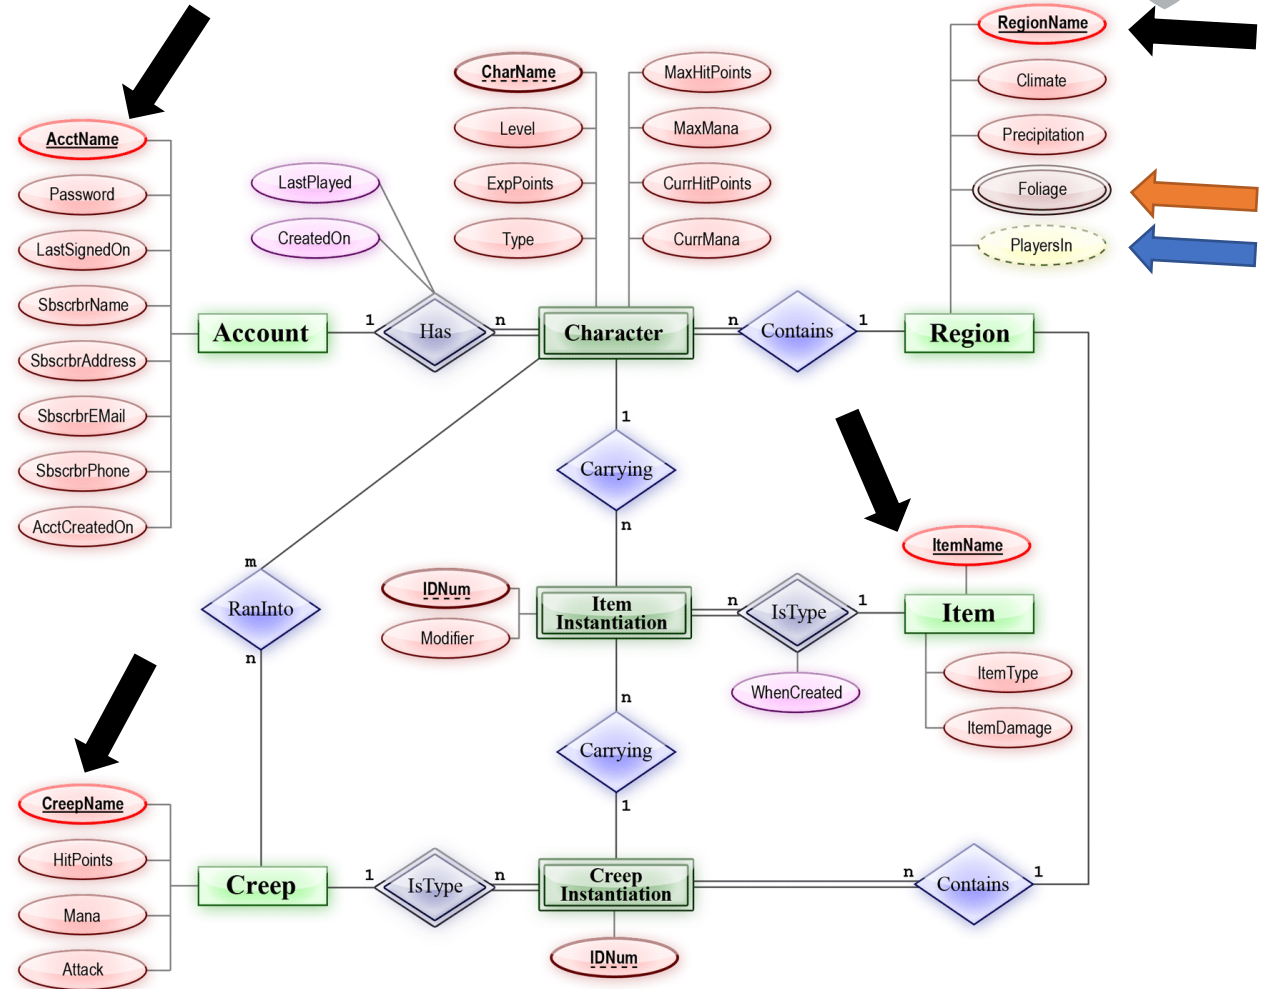 RegionName
CharName
MaxHitPoints
Climate
AcctName
Level
MaxMana
Precipitation
Password
LastPlayed
ExpPoints
CurrHitPoints
Foliage
LastSignedOn
CreatedOn
Type
CurrMana
PlayersIn
SbscrbrName
Account
1
Has
n
Character
n
Contains
1
Region
SbscrbrAddress
SbscrbrEMail
1
SbscrbrPhone
Carrying
AcctCreatedOn
n
ItemName
m
RanInto
n
IDNum
Modifier
Item
Instantiation
n
IsType
1
Item
WhenCreated
ItemType
ItemDamage
n
Carrying
1
CreepName
HitPoints
Mana
Attack
Creep
1
IsType
n
Creep
Instantiation
n
Contains
1
IDNum